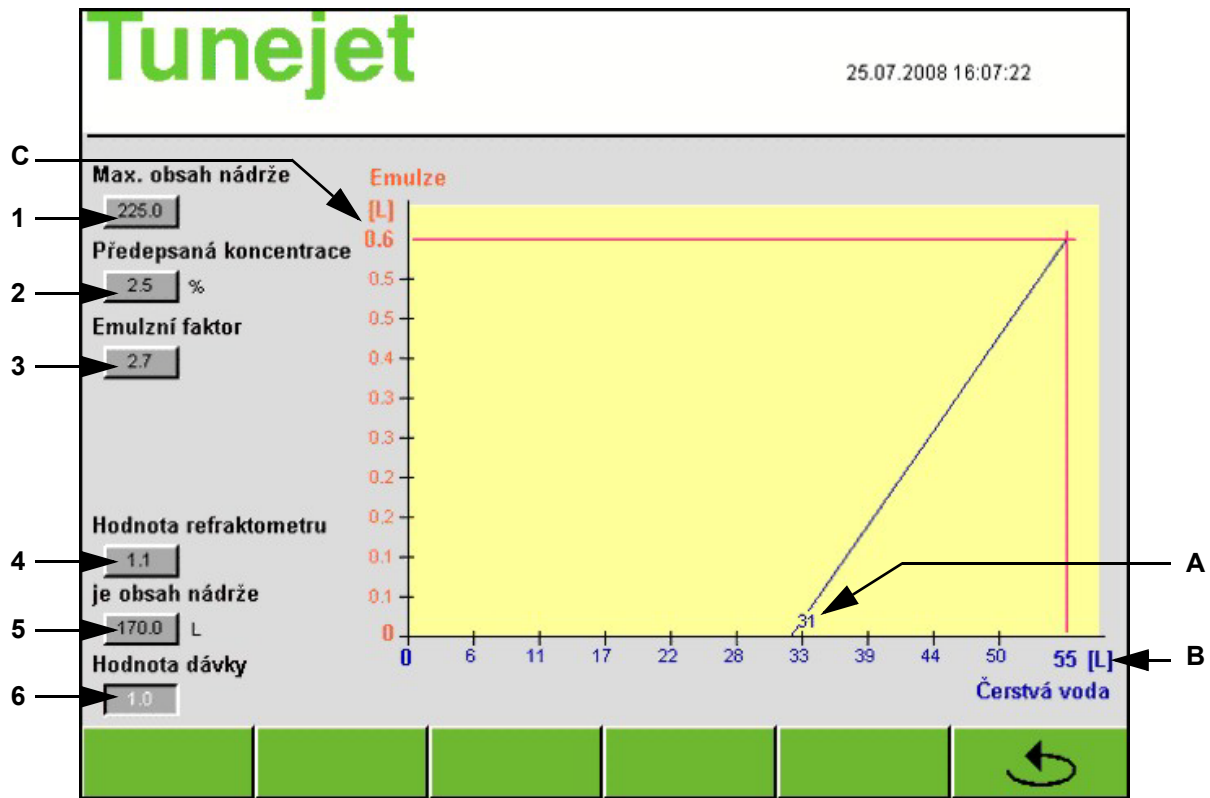 Tunejet
25.07.2008 16:07:22
C
Max. obsah nádrže
1
225.0
Předepsaná koncentrace
2
2.5 %
Emulzní faktor
3
2.7
Hodnota refraktometru
4
1.1
je obsah nádrže
5
170.0 L
Hodnota dávky
6
1.0
Emulze
[L]
0.6
0.5
0.5
0.4
0.3
0.3
0.2
0.2
0.1
0.1
0
31
A
0 6 11 17 22 28 33 39 44 50 55 [L]
B
Čerstvá voda